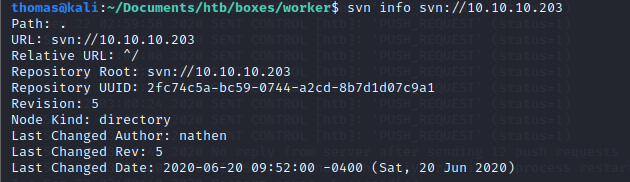 thomas@kali:~/Documents/htb/boxes/worker$ svn info svn://10.10.10.203
Path: .
URL: svn://10.10.10.203
Relative URL: ^/
Repository Root: svn://10.10.10.203
Repository UUID: 2fc74c5a-bc59-0744-a2cd-8b7d1d07c9a1
Revision: 5
Node Kind: directory
Last Changed Author: nathen
Last Changed Rev: 5
Last Changed Date: 2020-06-20 09:52:00 -0400 (Sat, 20 Jun 2020)